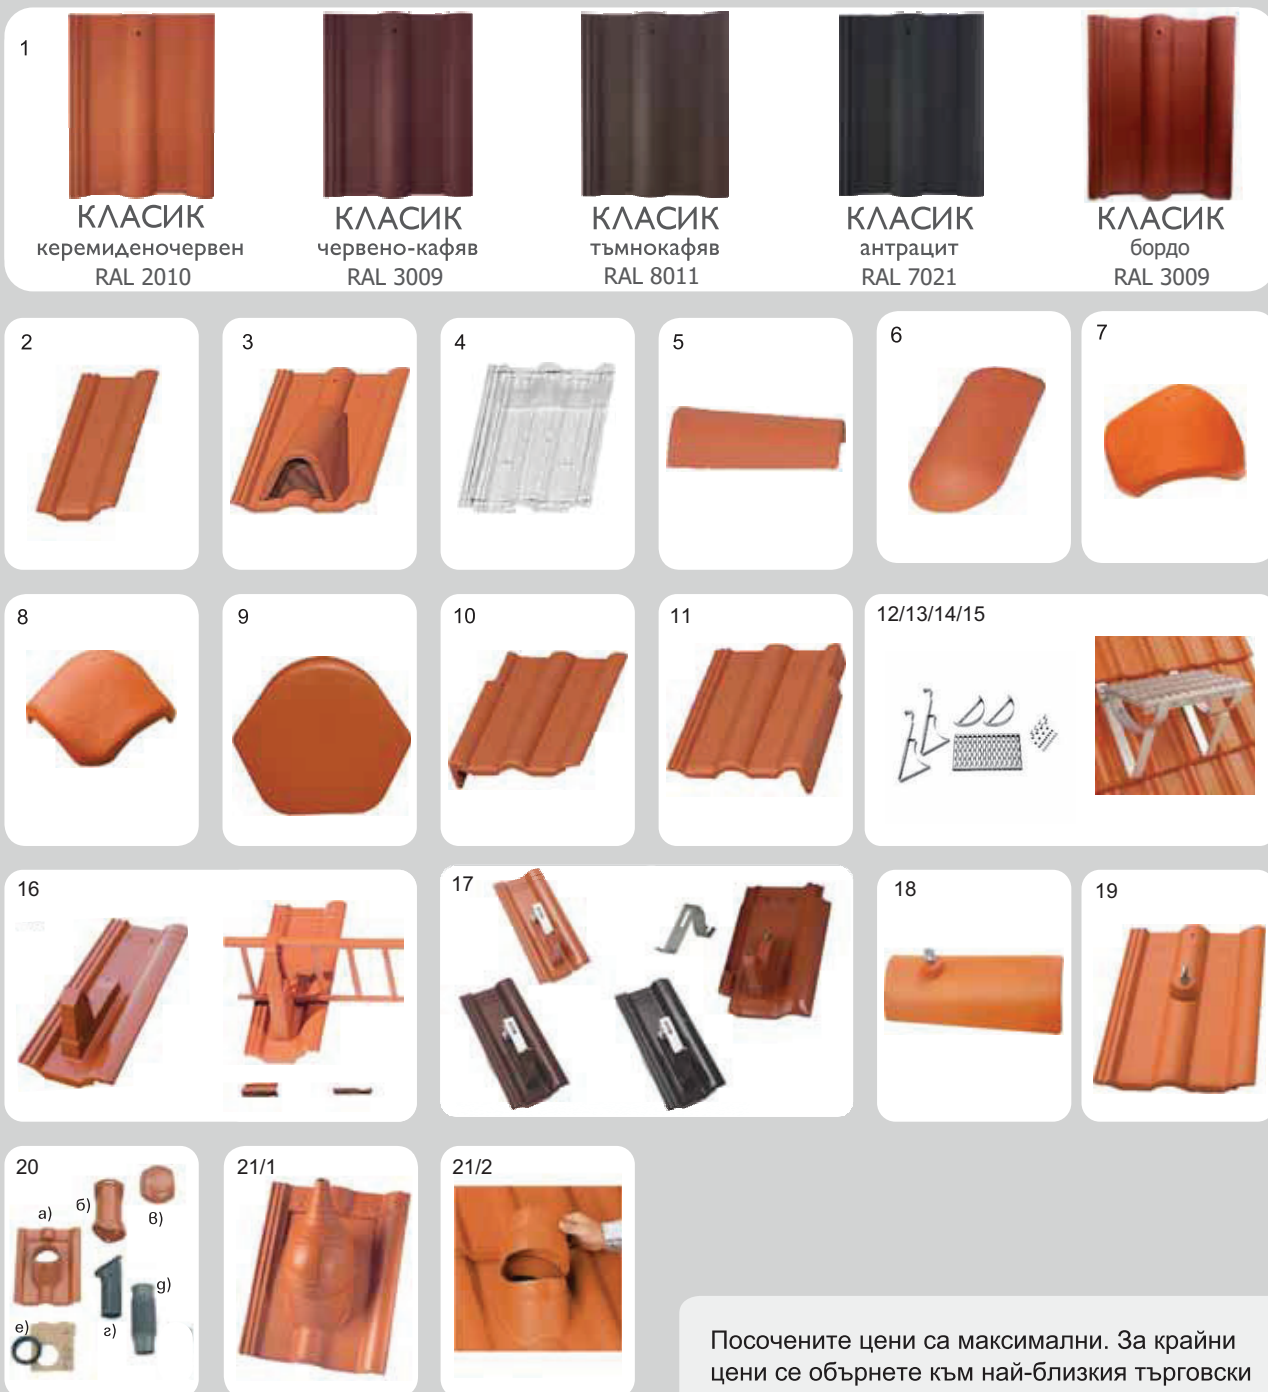 1
КЛАСИК
керемиденочервен
RAL 2010
КЛАСИК
червено-кафяв
RAL 3009
КЛАСИК
тъмнокафяв
RAL 8011
КЛАСИК
антрацит
RAL 7021
КЛАСИК
бордо
RAL 3009
2
3
4
5
6
7
8
9
10
11
12/13/14/15
16
17
18
19
20
а)
б)
в)
г)
д)
е)
21/1
21/2
Посочените цени са максимални. За крайни
цени се обърнете към най-близкия търговски